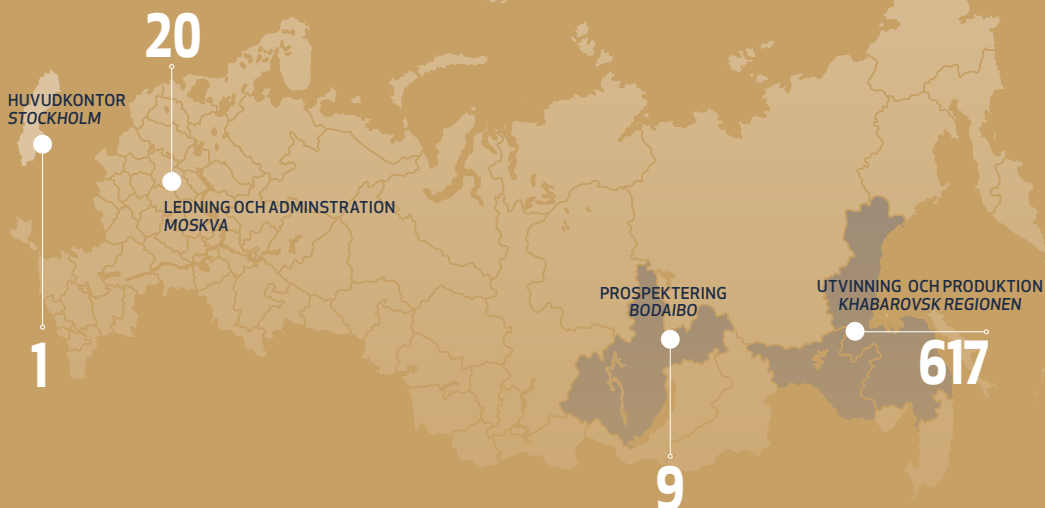 20
HUVUDKONTOR
STOCKHOLM
LEDNING OCH ADMINSTRATION
MOSKVA
1
PROSPEKTERING
BODAIBO
9
UTVINNING OCH PRODUKTION
KHABAROVSK REGIONEN
617